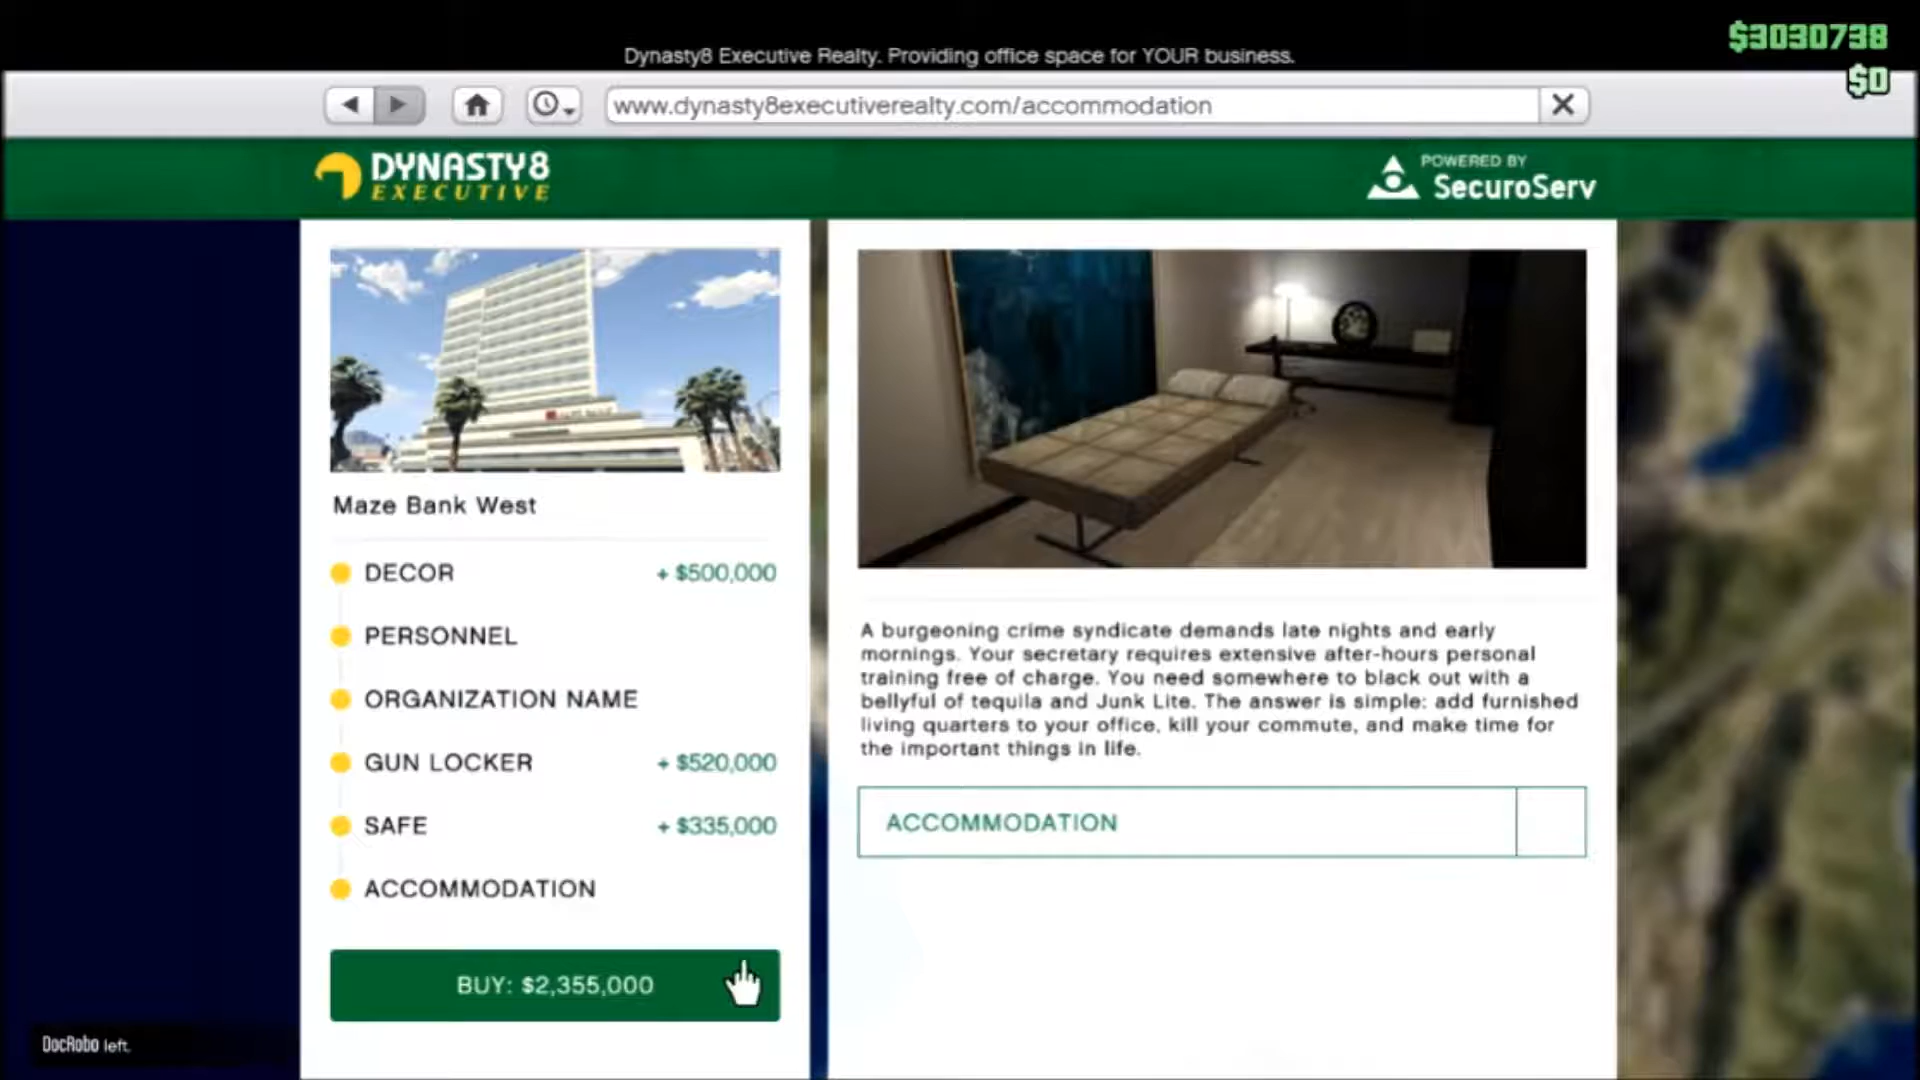 $3030738
$0
Dynasty8 Executive Realty. Providing office space for YOUR business.
www.dynasty8executiverealty.com/accommodation
DYNASTY8
EXECUTIVE
POWERED BY
SecuroServ
Maze Bank West
DECOR + $500,000
PERSONNEL
ORGANIZATION NAME
GUN LOCKER + $520,000
SAFE + $335,000
ACCOMMODATION
BUY: $2,355,000
A burgeoning crime syndicate demands late nights and early
mornings. Your secretary requires extensive after-hours personal
training free of charge. You need somewhere to black out with a
bellyful of tequila and Junk Lite. The answer is simple: add furnished
living quarters to your office, kill your commute, and make time for
the important things in life.
ACCOMMODATION
DocRobo left.